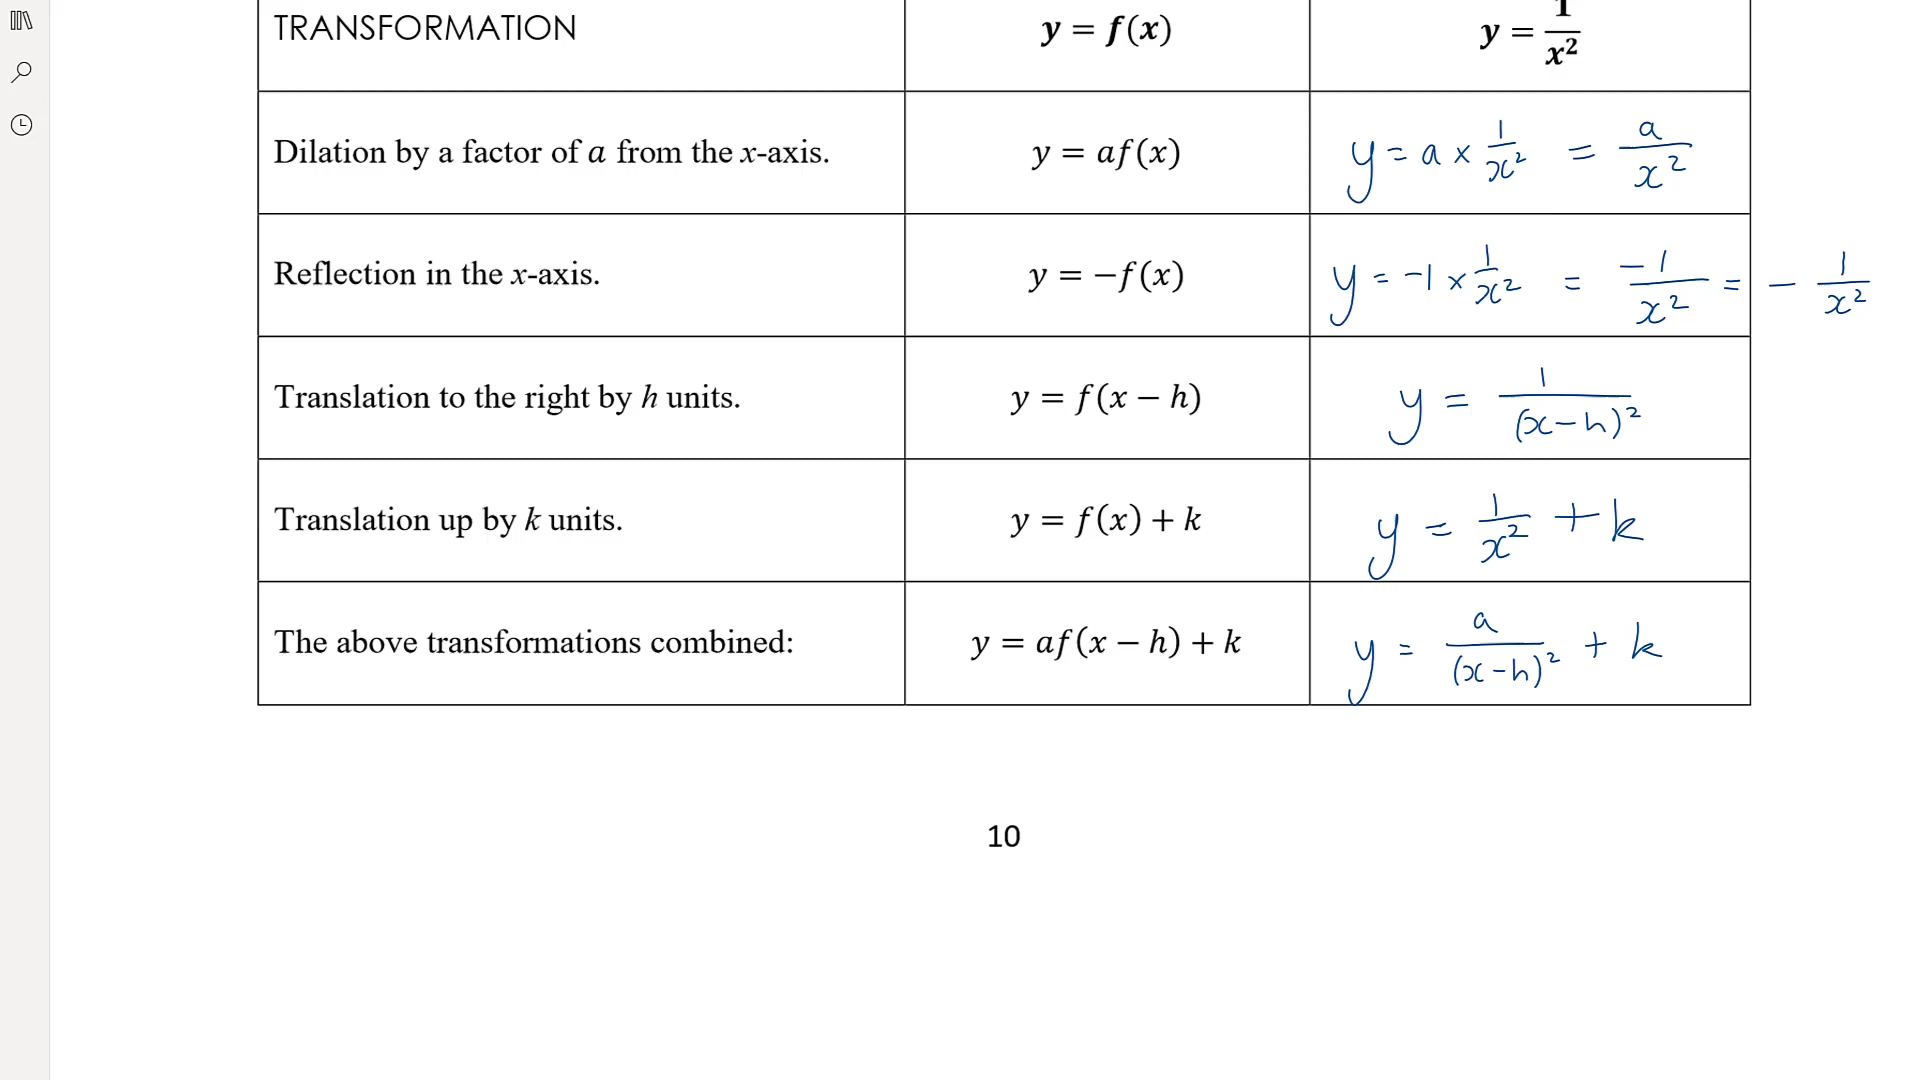 TRANSFORMATION y = f(x) y = 1/x²
Dilation by a factor of a from the x-axis. y = af(x) y = a × 1/x² = a/x²
Reflection in the x-axis. y = −f(x) y = -1 × 1/x² = -1/x² = - 1/x²
Translation to the right by h units. y = f(x − h) y = 1/(x-h)²
Translation up by k units. y = f(x) + k y = 1/x² + k
The above transformations combined: y = af(x − h) + k y = a/(x-h)² + k
10